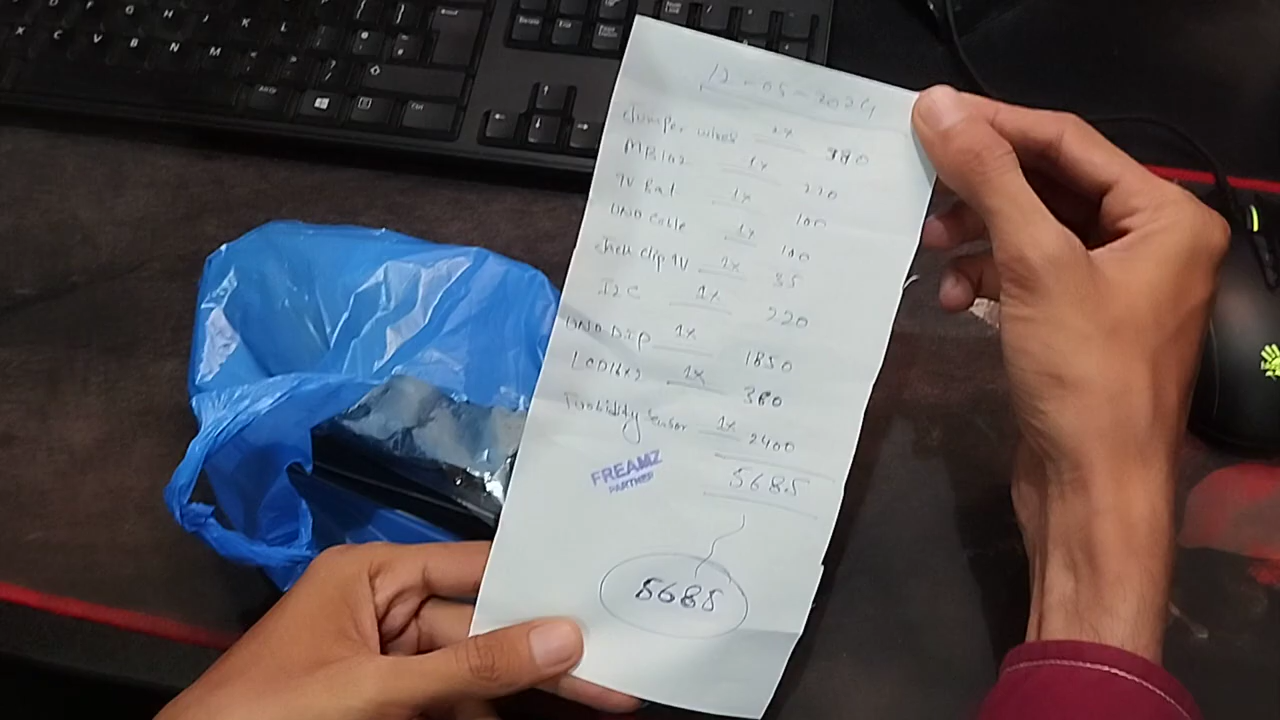 12-05-2024
Jumper wires 2x 380
MB102 1x 220
9V Bat 1x 100
UNO Cable 1x 100
Jack clip 9V 1x 35
I2C 1x 220
UNO Dip 1x 1850
LCD16x2 1x 380
Turbidity Sensor 1x 2400
5685
FREAMZ
PARTNER
5685